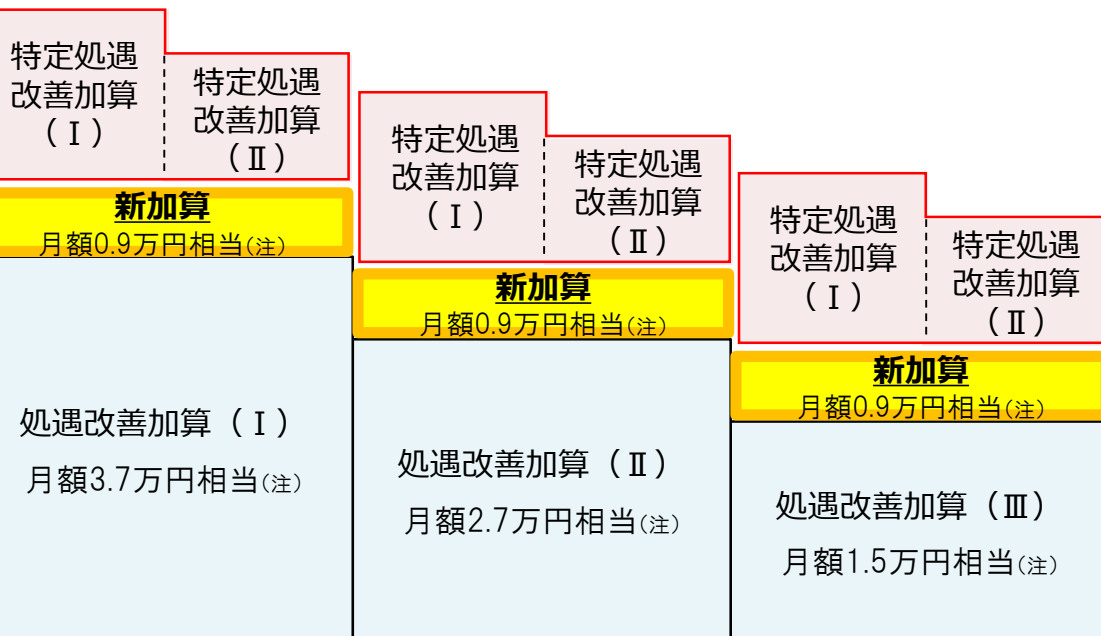 特定処遇
改善加算
（Ⅰ）
特定処遇
改善加算
（Ⅱ）
新加算
月額0.9万円相当(注)
処遇改善加算（Ⅰ）
月額3.7万円相当(注)
特定処遇
改善加算
（Ⅰ）
特定処遇
改善加算
（Ⅱ）
新加算
月額0.9万円相当(注)
処遇改善加算（Ⅱ）
月額2.7万円相当(注)
特定処遇
改善加算
（Ⅰ）
特定処遇
改善加算
（Ⅱ）
新加算
月額0.9万円相当(注)
処遇改善加算（Ⅲ）
月額1.5万円相当(注)